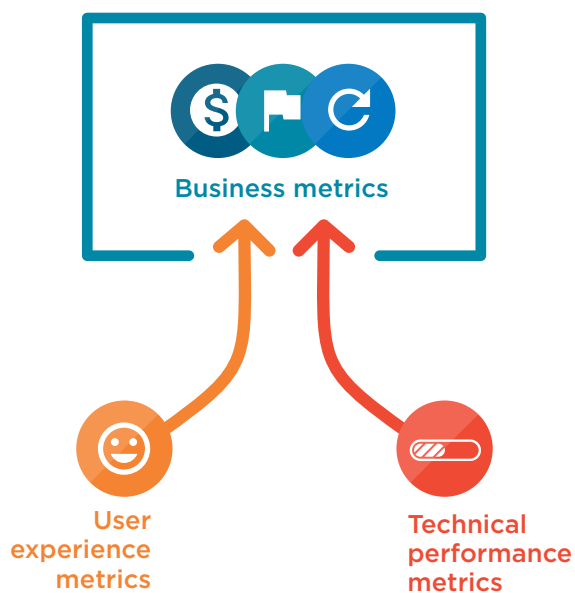 $
Business metrics
User
experience
metrics
Technical
performance
metrics